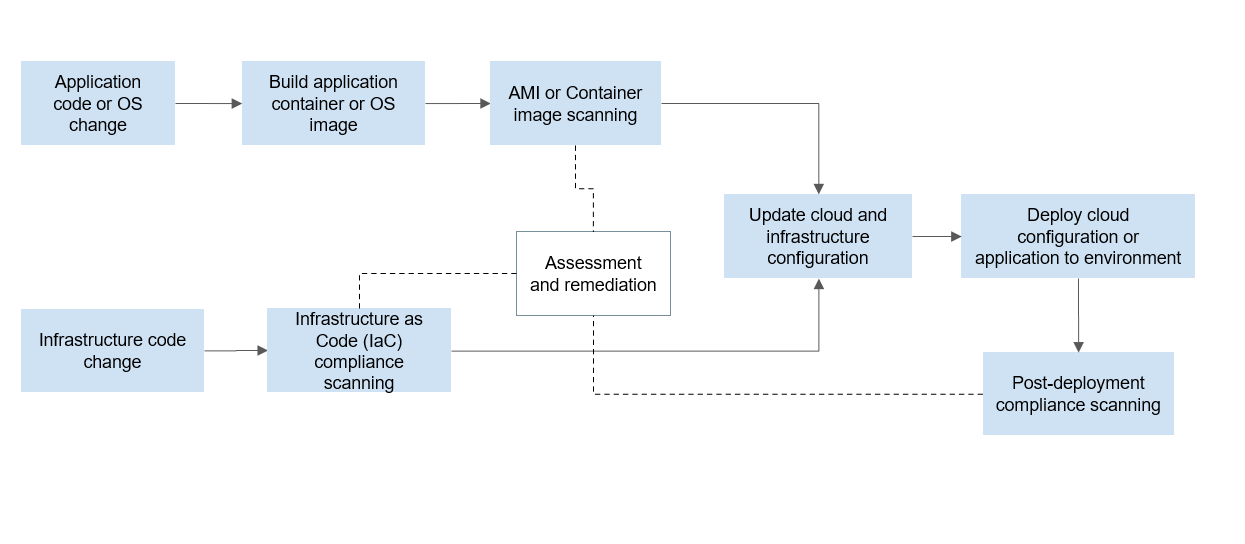 Application
code or OS
change
Build application
container or OS
image
AMI or Container
image scanning
Update cloud and
infrastructure
configuration
Deploy cloud
configuration or
application to environment
Assessment
and remediation
Infrastructure code
change
Infrastructure as
Code (IaC)
compliance
scanning
Post-deployment
compliance scanning